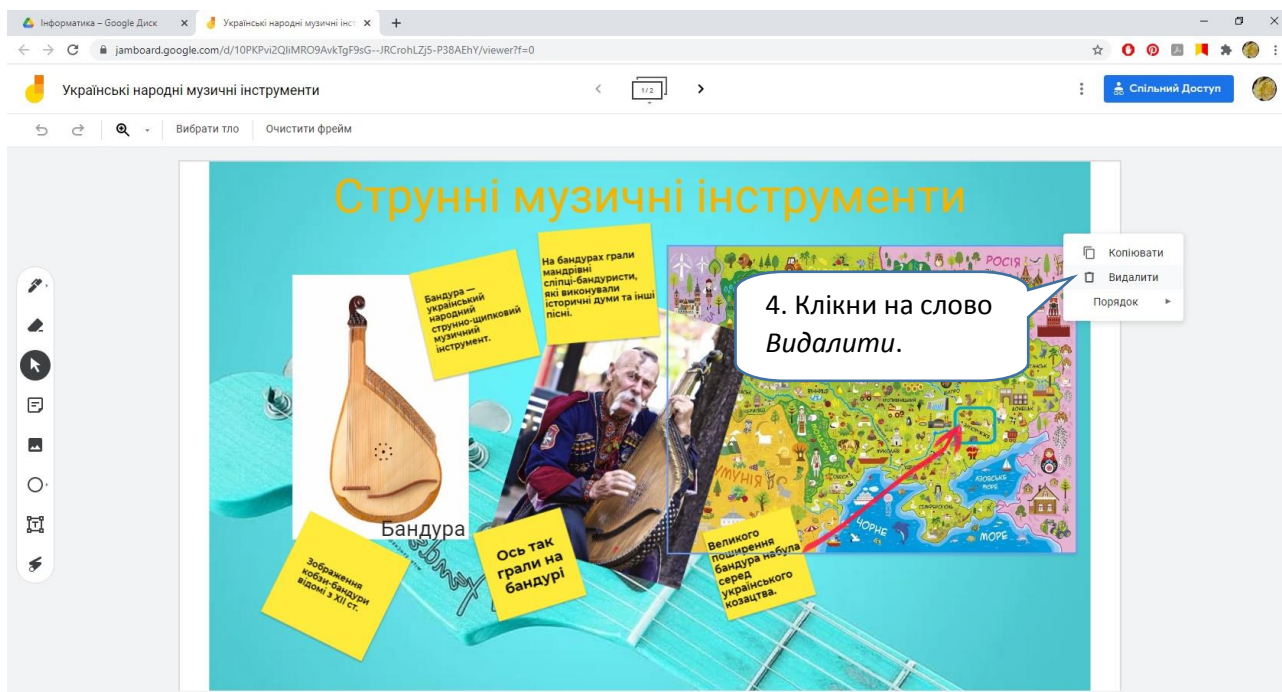 Інформатика – Google Диск
Українські народні музичні інст
jamboard.google.com/d/10PKPvi2QIiMRO9AvkTgF9sG--JRCrohLZj5-P38AEhY/viewer?f=0
Українські народні музичні інструменти
1/2
Спільний Доступ
Вибрати тло
Очистити фрейм
Струнні музичні інструменти
Бандура —
український
народний
струнно-щипковий
музичний
інструмент.
На бандурах грали
мандрівні
сліпці-бандуристи,
які виконували
історичні думи та інші
пісні.
РОСІЯ
Копіювати
Видалити
Порядок
4. Клікни на слово
Видалити.
Бандура
Зображення
кобзи-бандури
відомі з XII ст.
Ось так
грали на
бандурі
Великого
поширення
бандура набула
серед
українського
козацтва.
АЗОВСЬКЕ
МОРЕ
ЧОРНЕ
МОРЕ